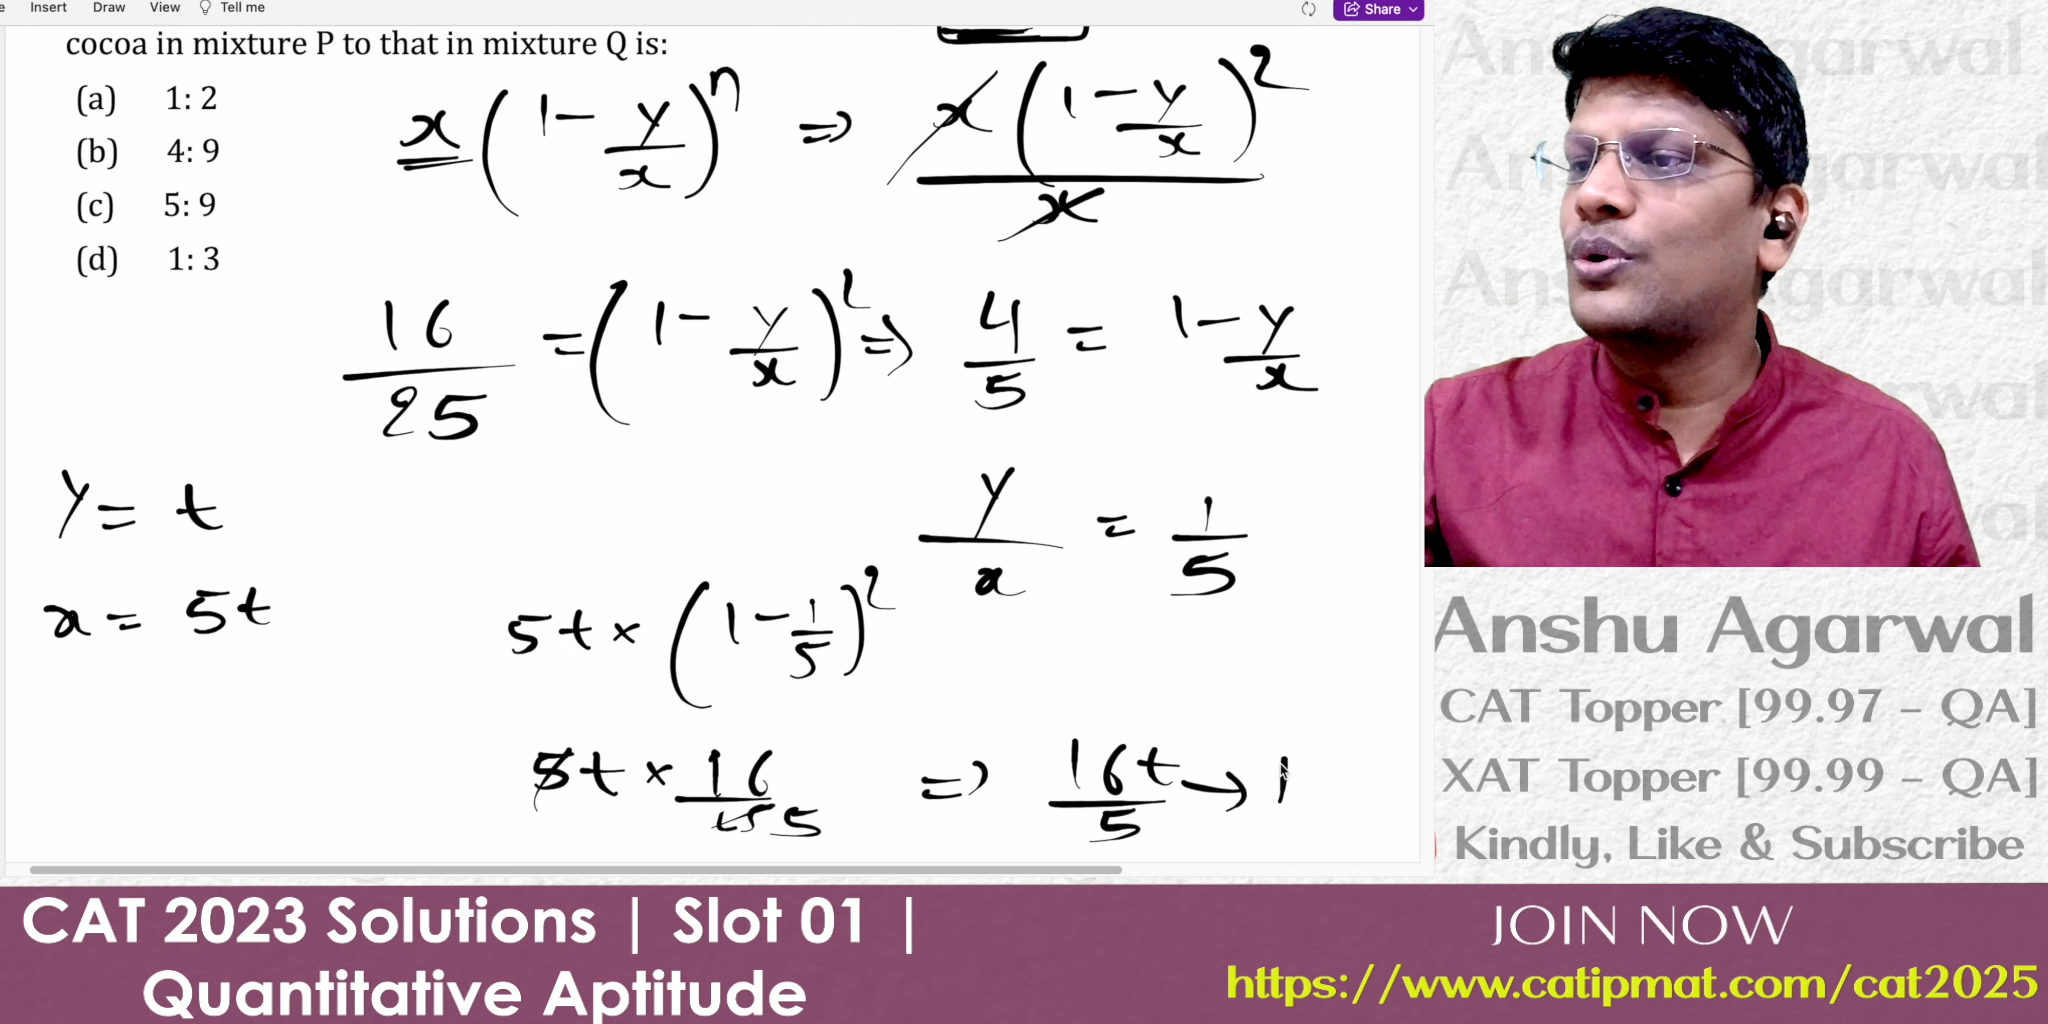 Insert Draw View Tell me Share
cocoa in mixture P to that in mixture Q is:
(a) 1: 2
(b) 4: 9
(c) 5: 9
(d) 1: 3
x(1 - y/x)^n => x(1 - y/x)^2 / x
16/25 = (1 - y/x)^2 => 4/5 = 1 - y/x
y = t
y/x = 1/5
x = 5t
5t × (1 - 1/5)^2
5t × 16/25 5 => 16t/5 → 1
Anshu Agarwal
CAT Topper [99.97 - QA]
XAT Topper [99.99 - QA]
Kindly, Like & Subscribe
CAT 2023 Solutions | Slot 01 |
Quantitative Aptitude
JOIN NOW
https://www.catipmat.com/cat2025